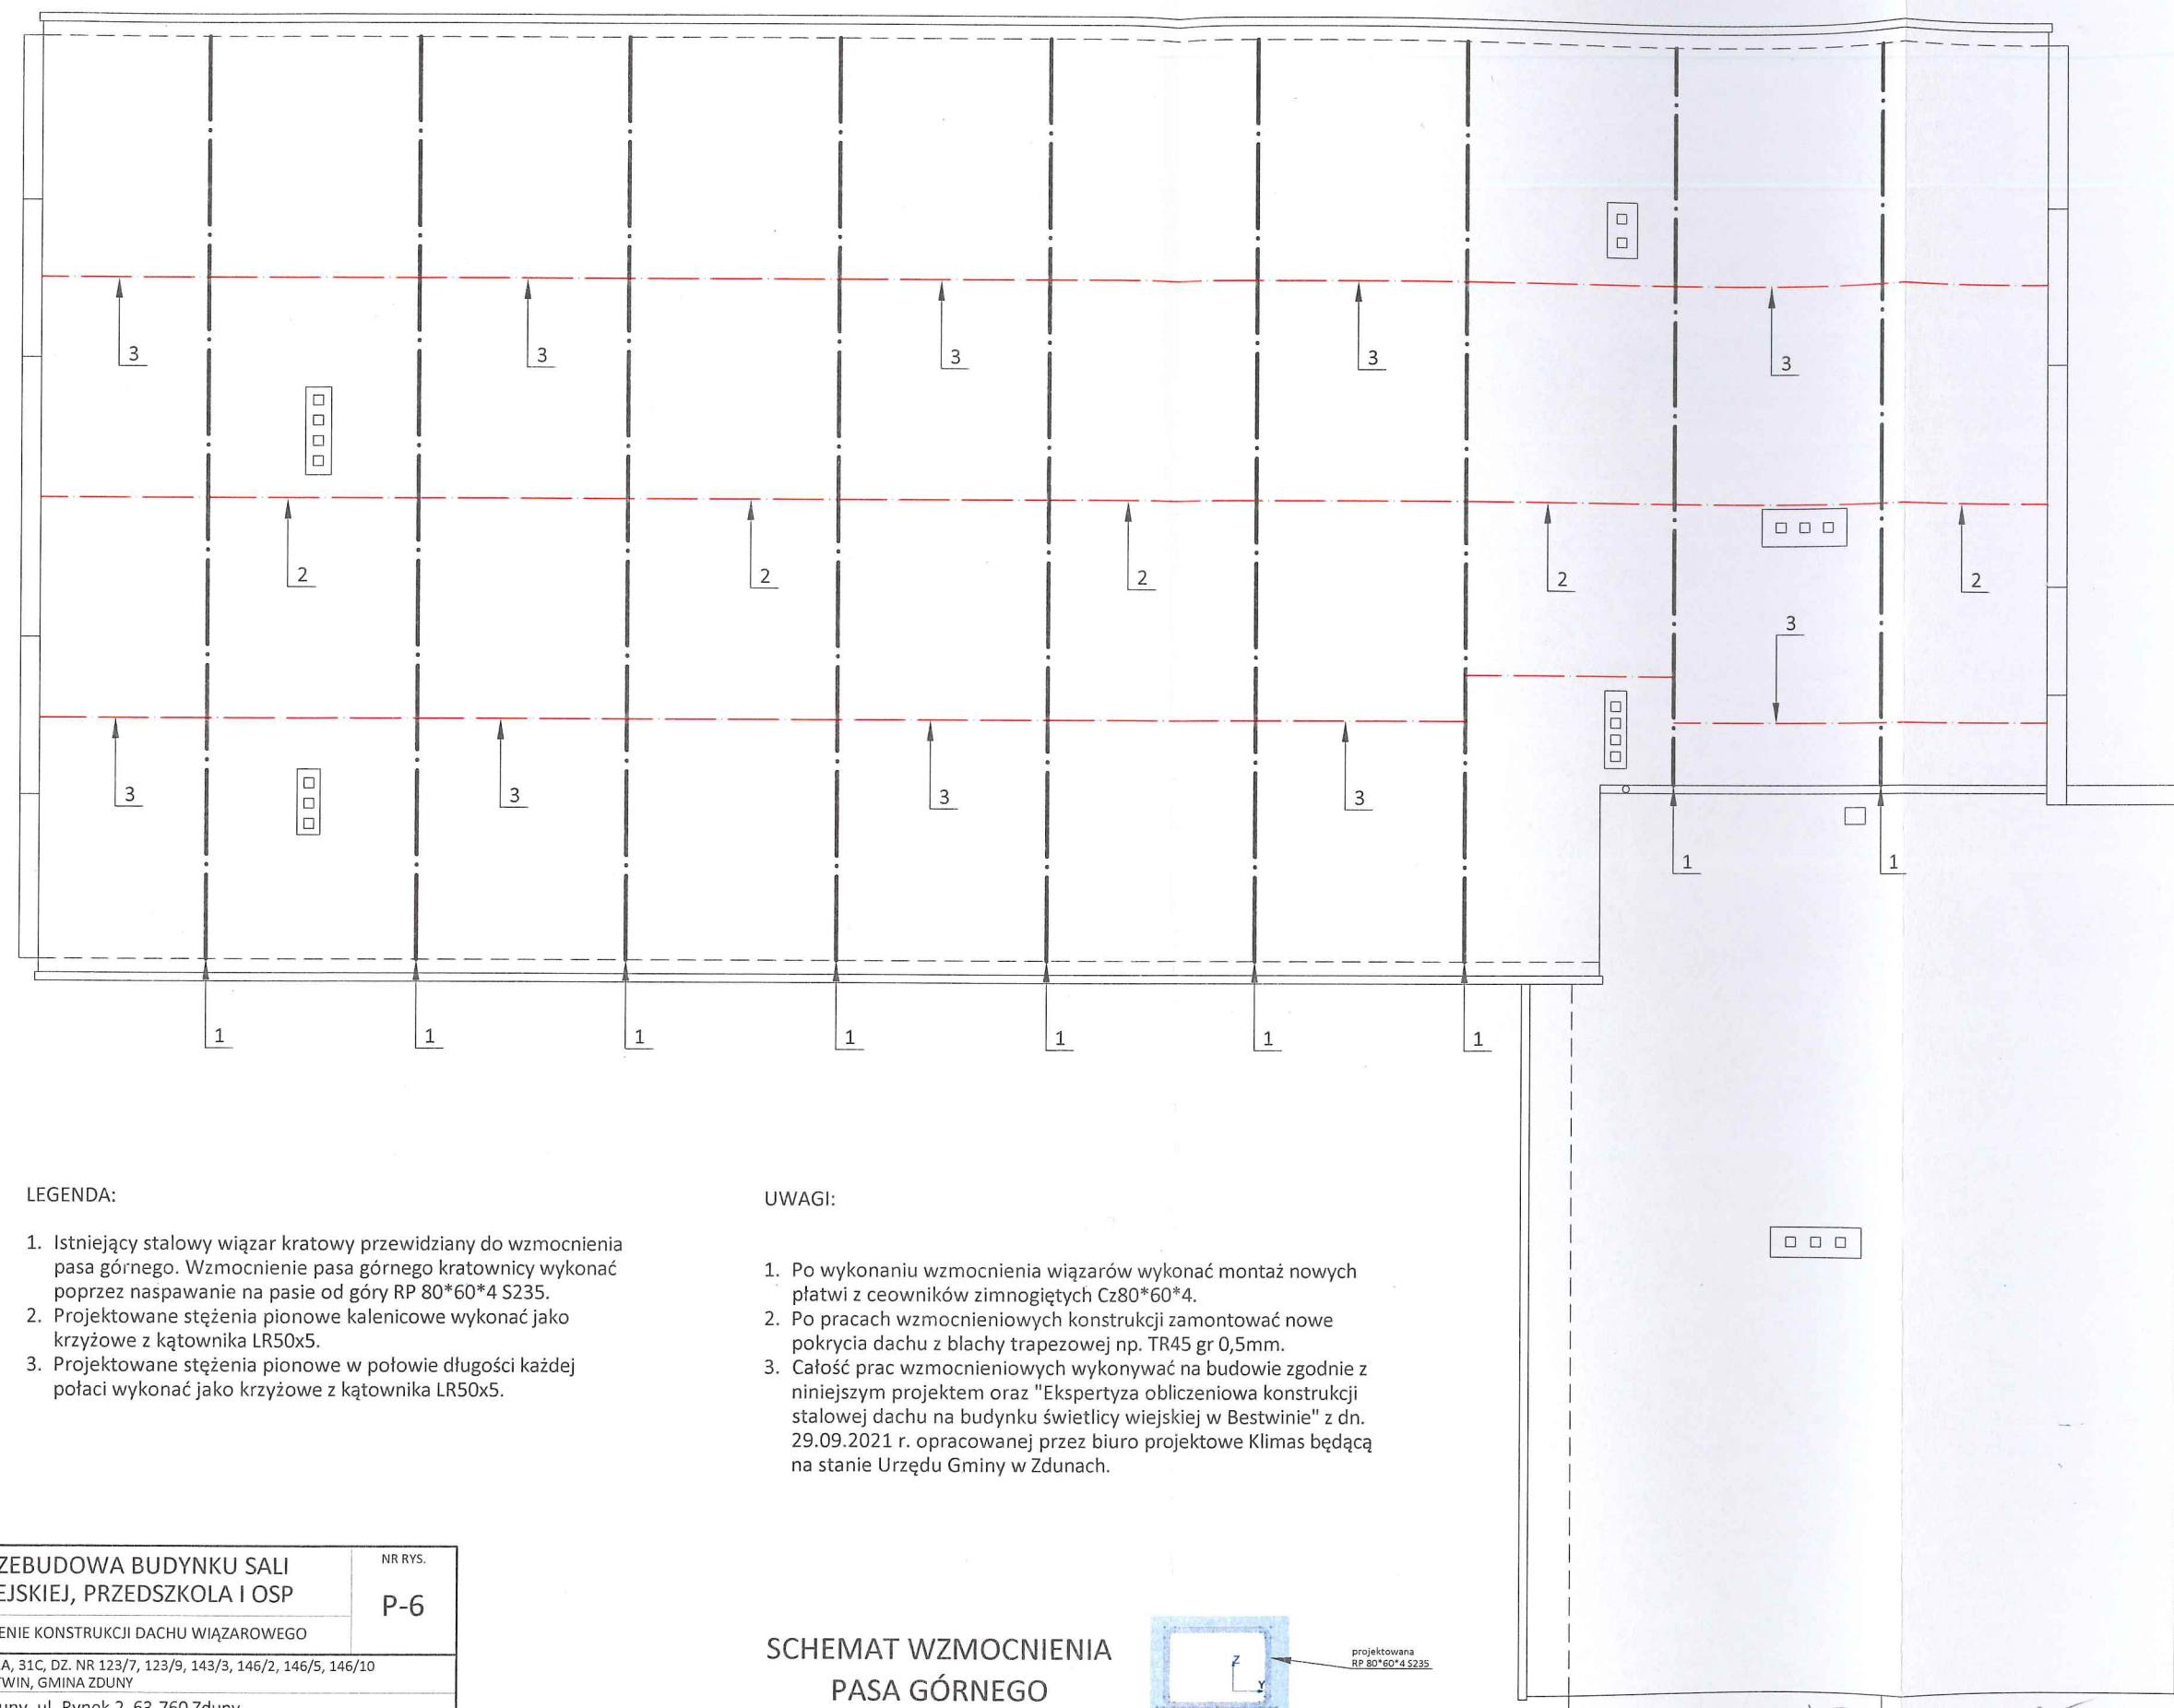 3
3
3
3
3
2
2
2
2
2
3
3
3
3
3
1
1
1
1
1
1
1
1
1
LEGENDA:
1. Istniejący stalowy wiązar kratowy przewidziany do wzmocnienia
pasa górnego. Wzmocnienie pasa górnego kratownicy wykonać
poprzez naspawanie na pasie od góry RP 80*60*4 S235.
2. Projektowane stężenia pionowe kalenicowe wykonać jako
krzyżowe z kątownika LR50x5.
3. Projektowane stężenia pionowe w połowie długości każdej
połaci wykonać jako krzyżowe z kątownika LR50x5.
UWAGI:
1. Po wykonaniu wzmocnienia wiązarów wykonać montaż nowych
płatwi z ceowników zimnogiętych Cz80*60*4.
2. Po pracach wzmocnieniowych konstrukcji zamontować nowe
pokrycia dachu z blachy trapezowej np. TR45 gr 0,5mm.
3. Całość prac wzmocnieniowych wykonywać na budowie zgodnie z
niniejszym projektem oraz "Ekspertyza obliczeniowa konstrukcji
stalowej dachu na budynku świetlicy wiejskiej w Bestwinie" z dn.
29.09.2021 r. opracowanej przez biuro projektowe Klimas będącą
na stanie Urzędu Gminy w Zdunach.
ZEBUDOWA BUDYNKU SALI
EJSKIEJ, PRZEDSZKOLA I OSP
NR RYS.
P-6
ENIE KONSTRUKCJI DACHU WIĄZAROWEGO
A, 31C, DZ. NR 123/7, 123/9, 143/3, 146/2, 146/5, 146/10
TWIN, GMINA ZDUNY
uny, ul. Rynek 2, 63-760 Zduny
SCHEMAT WZMOCNIENIA
PASA GÓRNEGO
Z
Y
projektowana
RP 80*60*4 S235